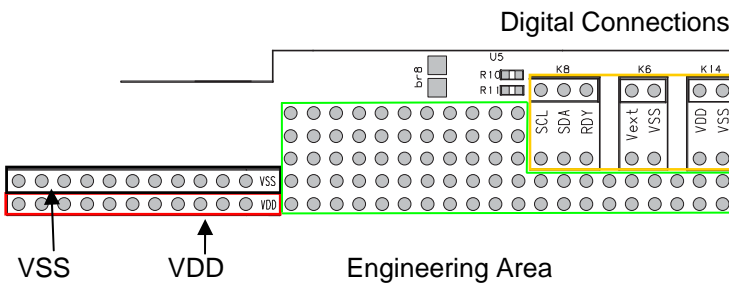 Digital Connections
U5
br8
R10
R11
K8
K6
K14
SCL
SDA
RDY
Vext
VSS
VDD
VSS
VSS
VDD
VSS
VDD
Engineering Area